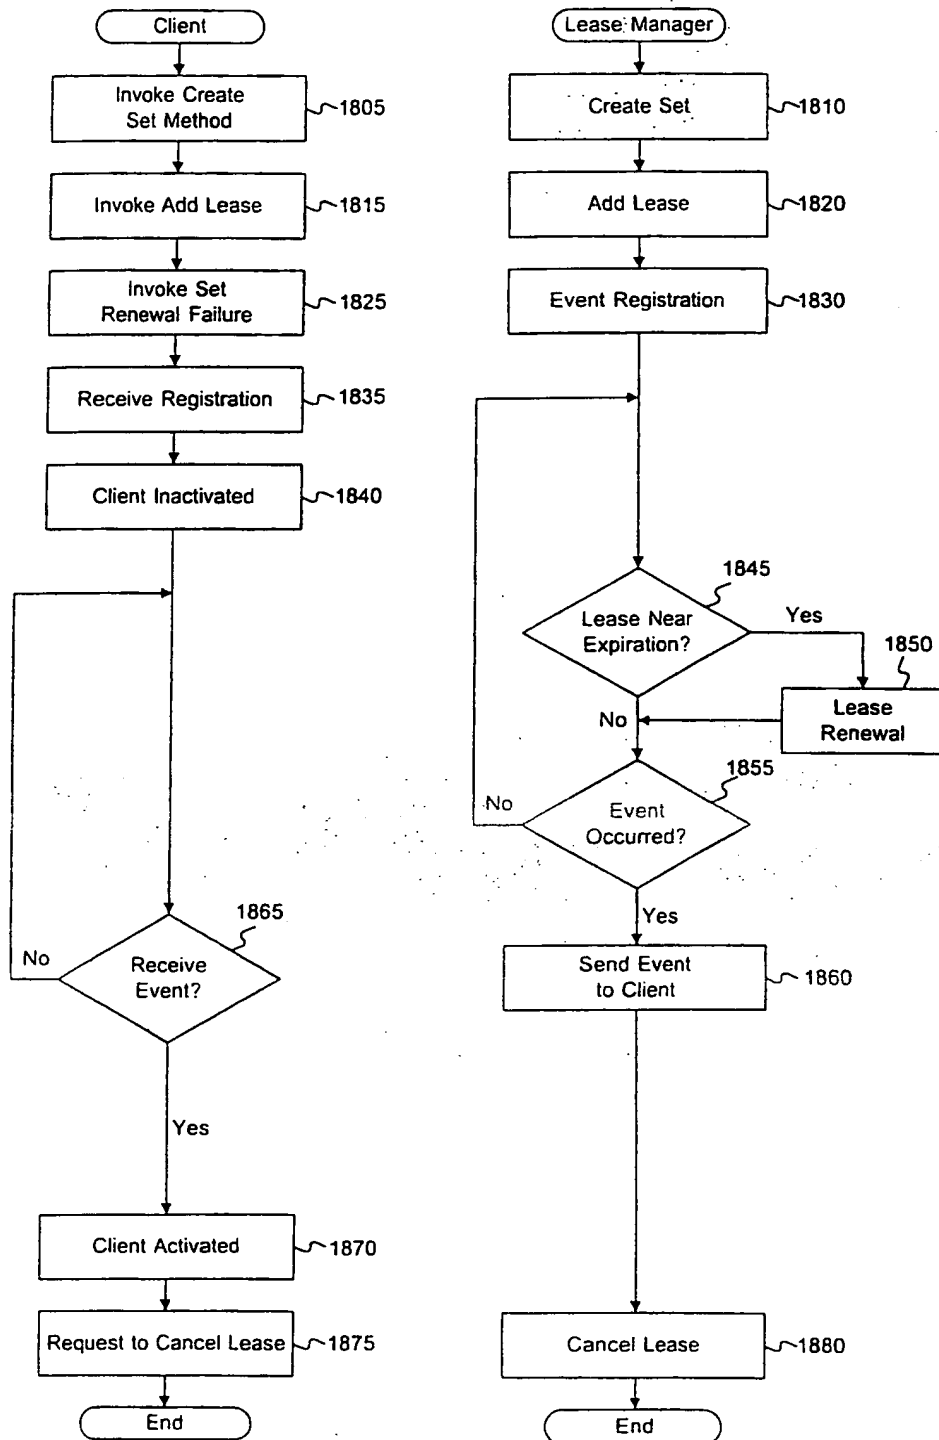 Client
Invoke Create
Set Method
1805
Invoke Add Lease
1815
Invoke Set
Renewal Failure
1825
Receive Registration
1835
Client Inactivated
1840
Receive
Event?
1865
No
Yes
Client Activated
1870
Request to Cancel Lease
1875
End
Lease Manager
Create Set
1810
Add Lease
1820
Event Registration
1830
Lease Near
Expiration?
1845
Yes
Lease
Renewal
1850
No
Event
Occurred?
1855
No
Yes
Send Event
to Client
1860
Cancel Lease
1880
End